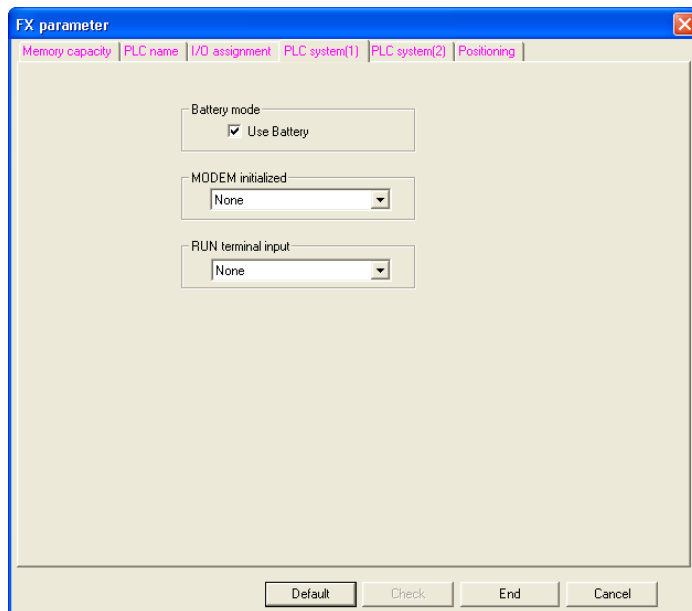 FX parameter
Memory capacity PLC name I/O assignment PLC system(1) PLC system(2) Positioning
Battery mode
Use Battery
MODEM initialized
None
RUN terminal input
None
Default Check End Cancel